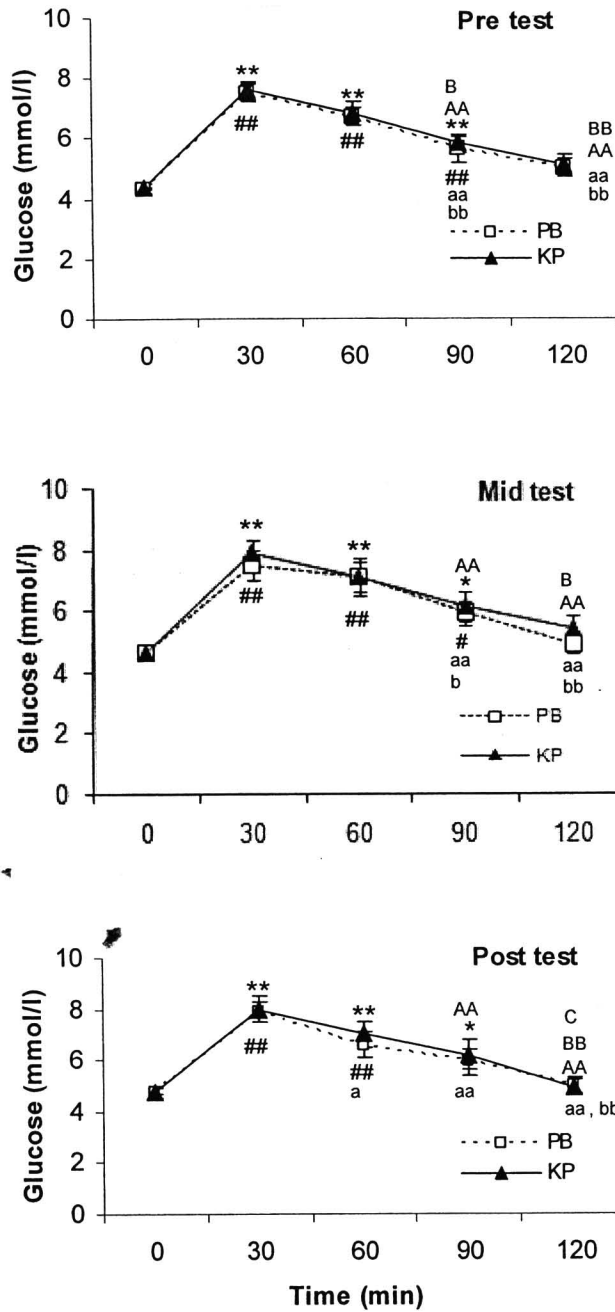 Pre test
Glucose (mmol/l)
10
8
6
4
2
0
**
**
B
AA
**
BB
AA
##
##
##
aa
bb
aa
bb
PB
KP
0 30 60 90 120
Mid test
Glucose (mmol/l)
10
8
6
4
2
0
**
**
AA
*
B
AA
##
##
#
aa
b
aa
bb
PB
KP
0 30 60 90 120
Post test
Glucose (mmol/l)
10
8
6
4
2
0
**
**
AA
*
C
BB
AA
##
##
a
aa
aa , bb
PB
KP
0 30 60 90 120
Time (min)